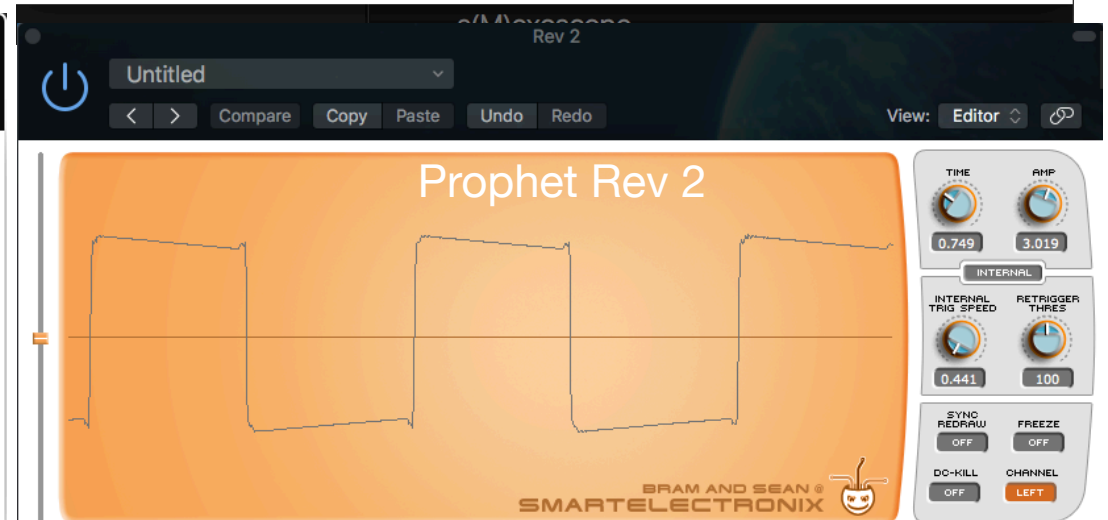 s(M)exoscope
Rev 2
Untitled
Compare Copy Paste Undo Redo
View: Editor
Prophet Rev 2
TIME AMP
0.749 3.019
INTERNAL
INTERNAL TRIG SPEED
RETRIGGER THRES
0.441 100
SYNC REDRAW
FREEZE
OFF OFF
DC-KILL CHANNEL
OFF LEFT
BRAM AND SEAN @
SMARTELECTRONIX